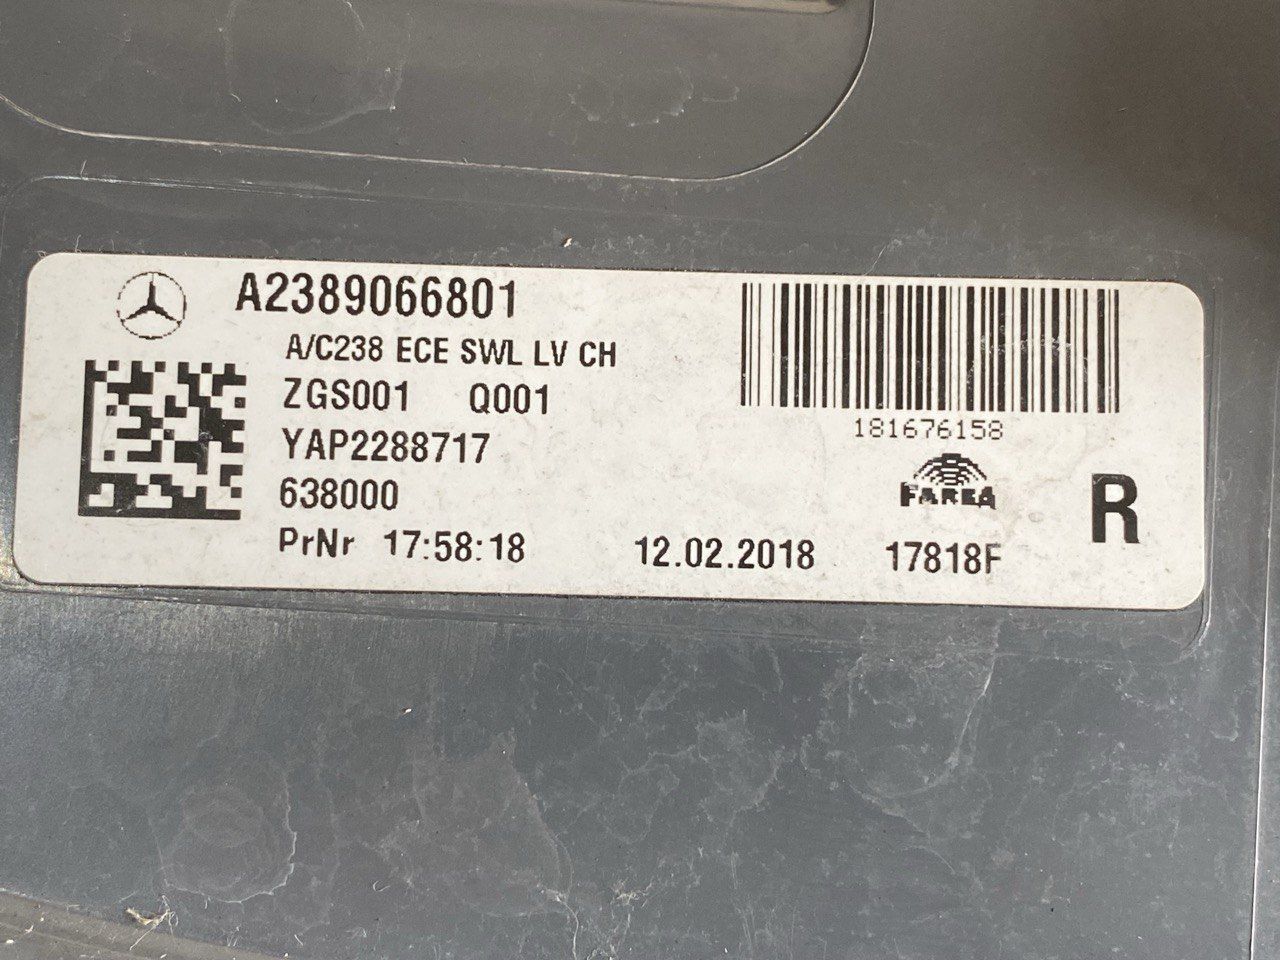 A2389066801
A/C238 ECE SWL LV CH
ZGS001 Q001
YAP2288717
638000
PrNr 17:58:18 12.02.2018 17818F
181676158
FARBA
R